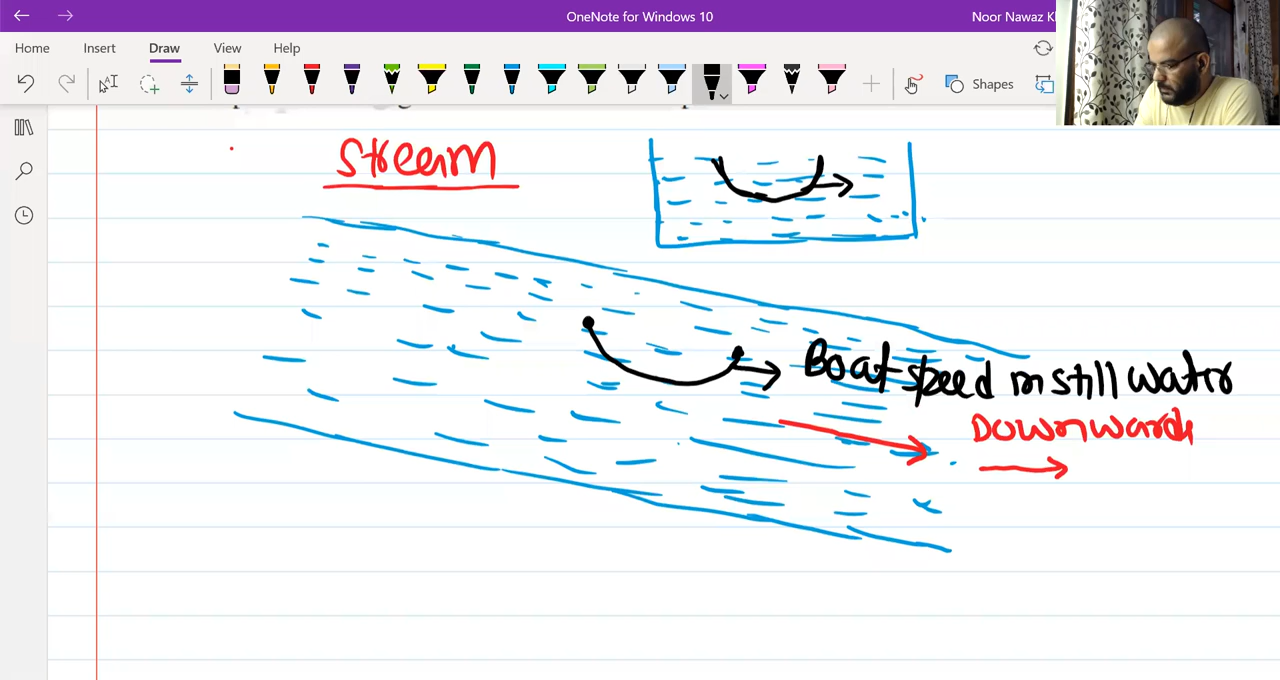 OneNote for Windows 10
Noor Nawaz Kh
Home Insert Draw View Help
Shapes
Stream
Boat speed in still water
Downwards